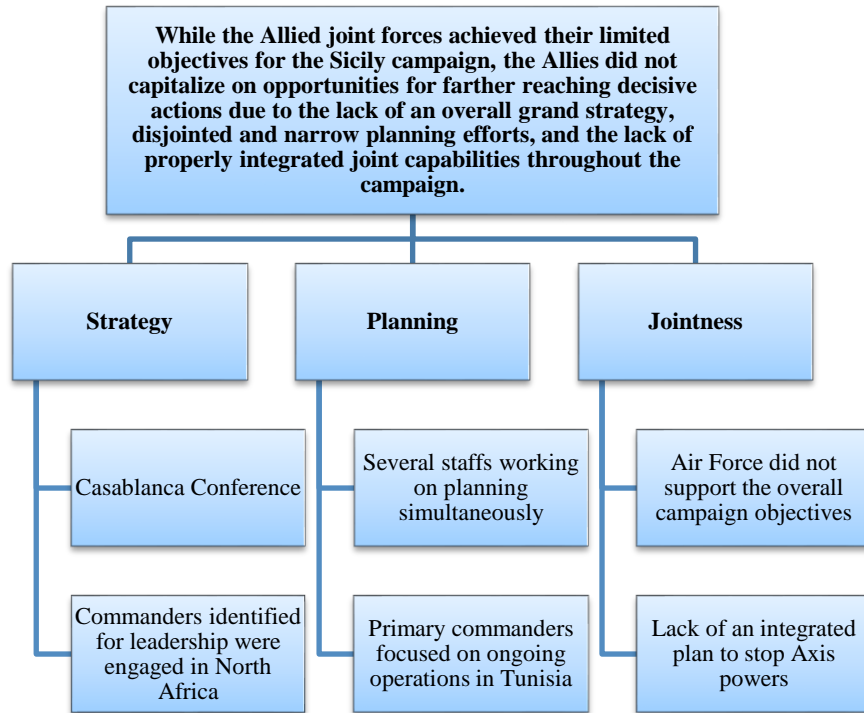 While the Allied joint forces achieved their limited
objectives for the Sicily campaign, the Allies did not
capitalize on opportunities for farther reaching decisive
actions due to the lack of an overall grand strategy,
disjointed and narrow planning efforts, and the lack of
properly integrated joint capabilities throughout the
campaign.
Strategy
Casablanca Conference
Commanders identified
for leadership were
engaged in North
Africa
Planning
Several staffs working
on planning
simultaneously
Primary commanders
focused on ongoing
operations in Tunisia
Jointness
Air Force did not
support the overall
campaign objectives
Lack of an integrated
plan to stop Axis
powers